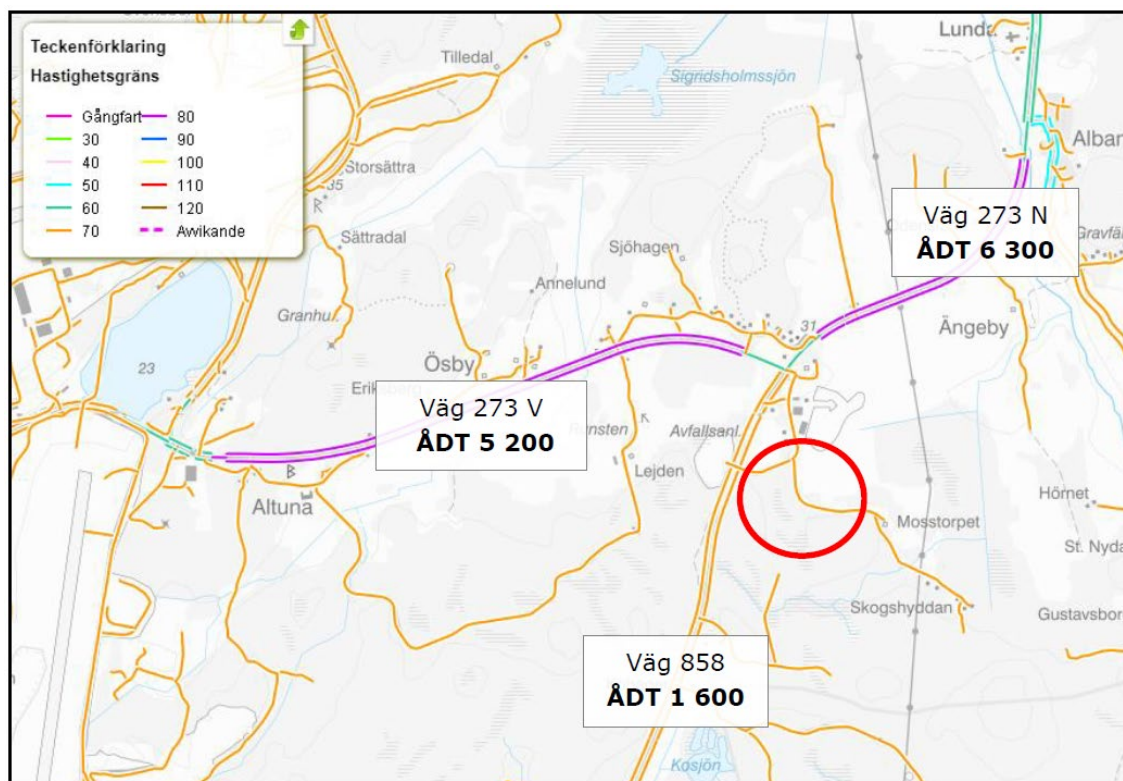 Teckenförklaring
Hastighetsgräns
Gångfart 80
30 90
40 100
50 110
60 120
70 Avvikande
Tilledal
Sigridsholmssjön
Lunda
Storsättra
35
Alban
Väg 273 N
ÅDT 6 300
Sättradal
Sjöhagen
Annelund
Granhu..
31
Ängeby
23
Ösby
Väg 273 V
ÅDT 5 200
Avfallsanl.
Lejden
Altuna
Hörnet
Mosstorpet
St. Nyda
Skogshyddan
Gustavsbor
Väg 858
ÅDT 1 600
Kosjön